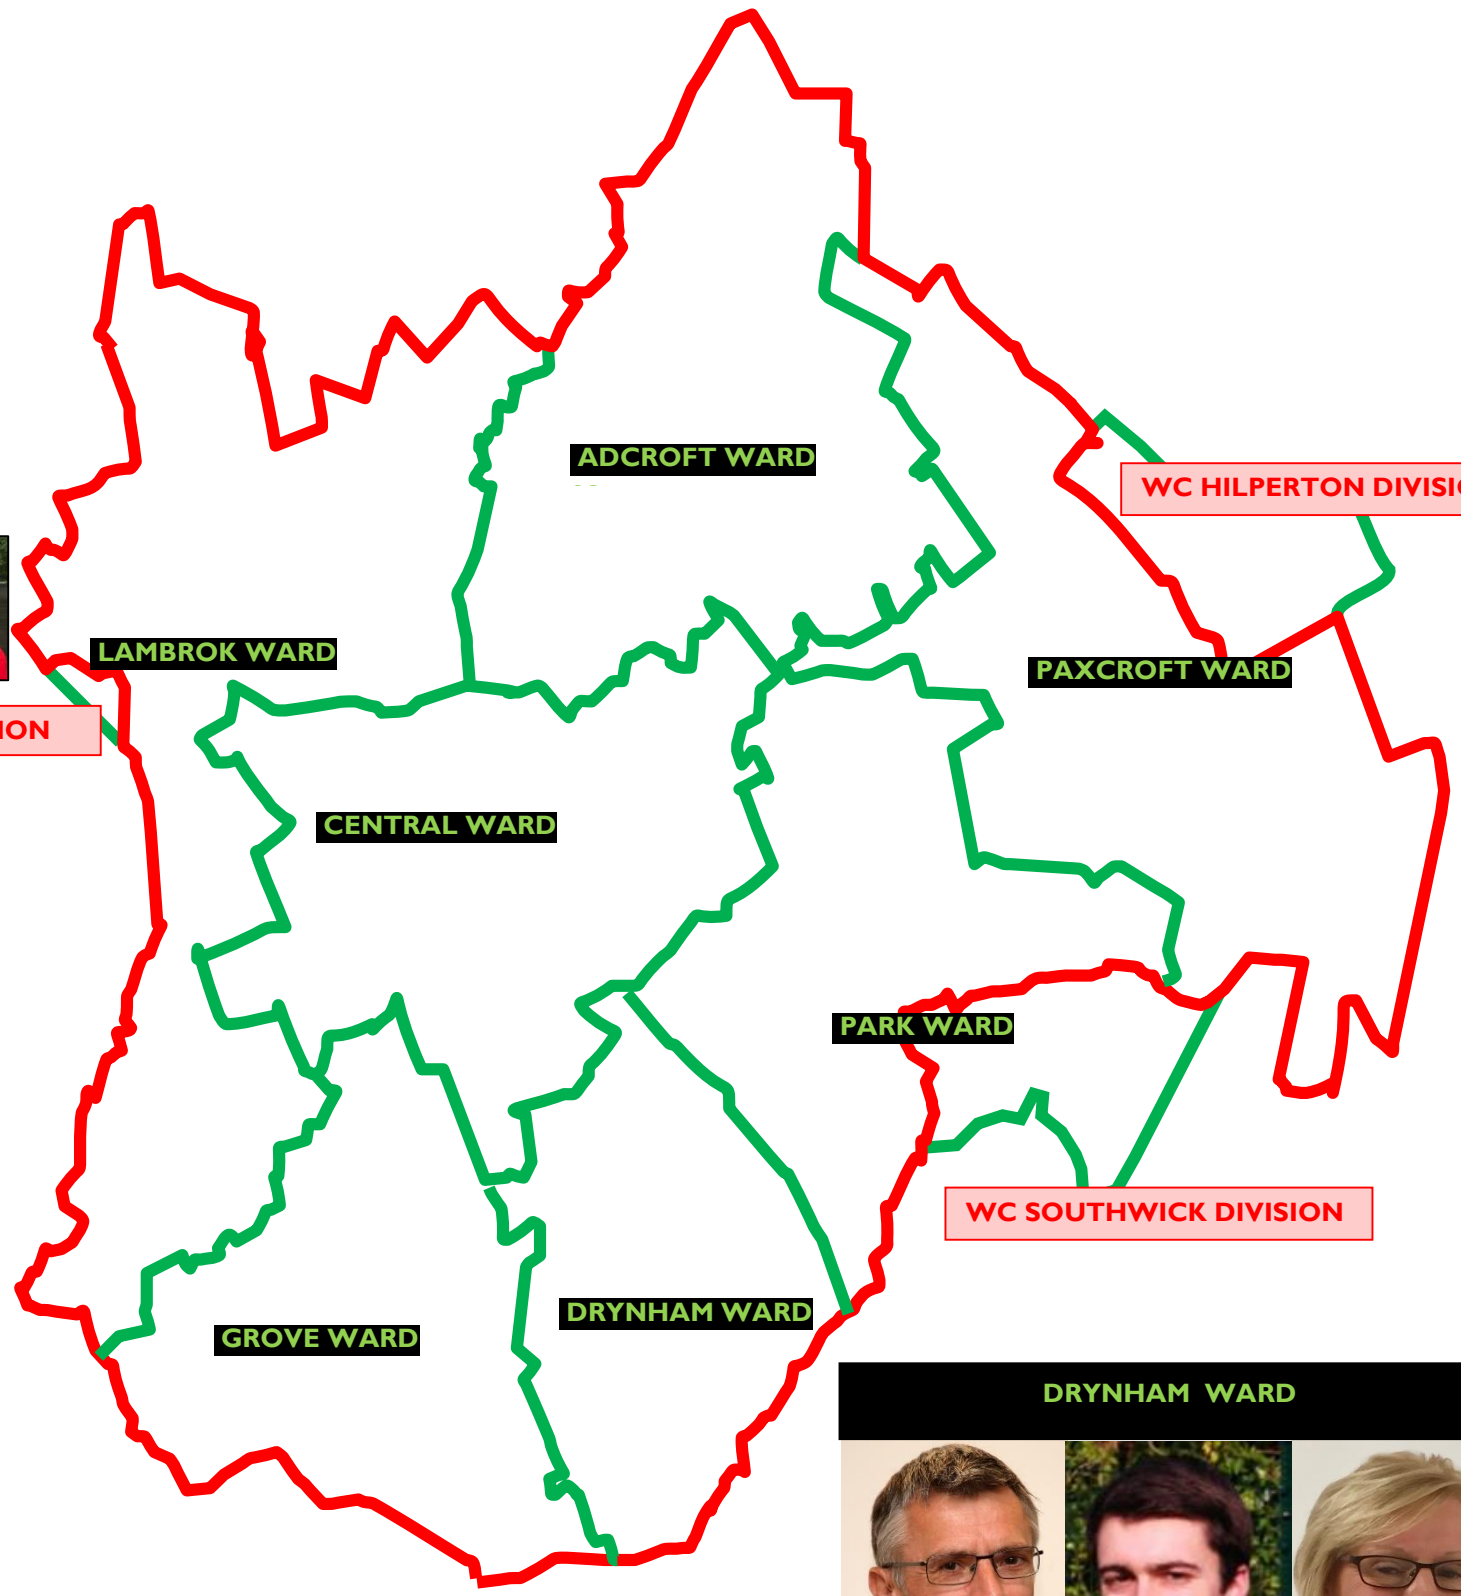 ADCROFT WARD
WC HILPERTON DIVISI
LAMBROK WARD
PAXCROFT WARD
ION
CENTRAL WARD
PARK WARD
WC SOUTHWICK DIVISION
DRYNHAM WARD
GROVE WARD
DRYNHAM WARD